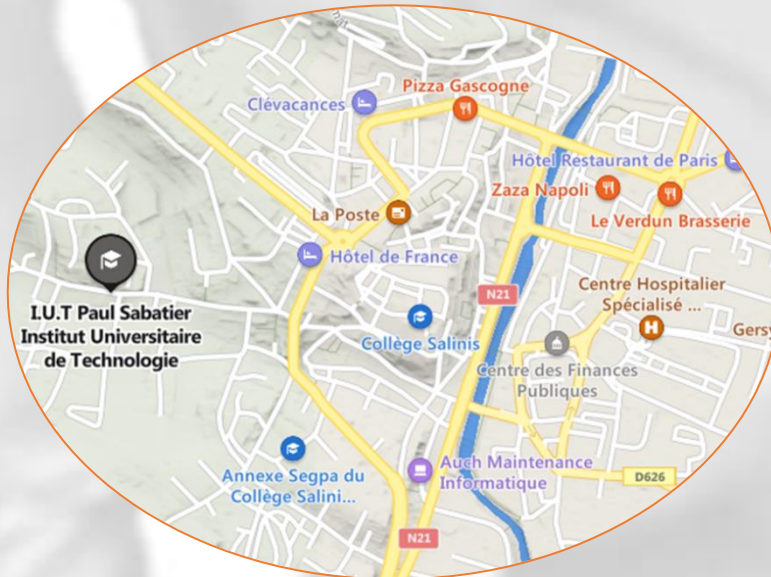 Pizza Gascogne
Clévacances
Hôtel Restaurant de Paris
Zaza Napoli
La Poste
Le Verdun Brasserie
Hôtel de France
I.U.T Paul Sabatier
Institut Universitaire
de Technologie
Centre Hospitalier
Spécialisé ...
N21
H
Gersy
Collège Salinis
Centre des Finances
Publiques
Annexe Segpa du
Collège Salini...
Auch Maintenance
Informatique
D626
N21